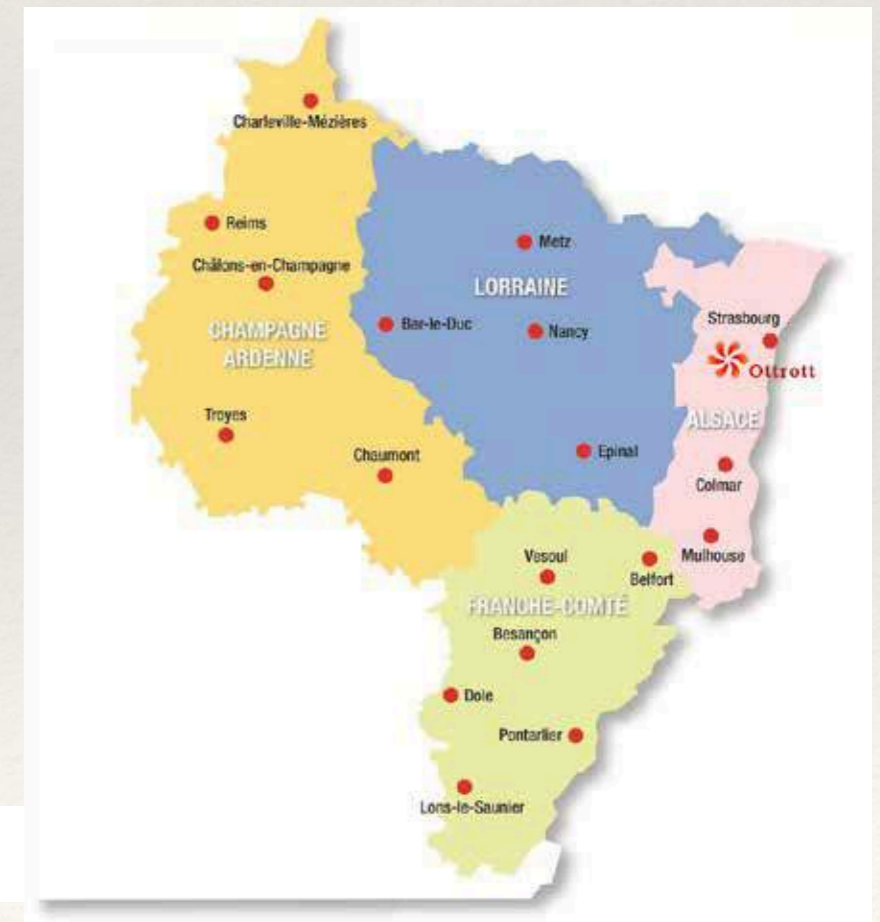 Charleville-Mézières
Reims
Châlons-en-Champagne
CHAMPAGNE
ARDENNE
Troyes
Chaumont
Metz
LORRAINE
Bar-le-Duc
Nancy
Epinal
Strasbourg
Ottrott
ALSACE
Colmar
Mulhouse
Vesoul
Belfort
FRANCHE-COMTÉ
Besançon
Dole
Pontarlier
Lons-le-Saunier